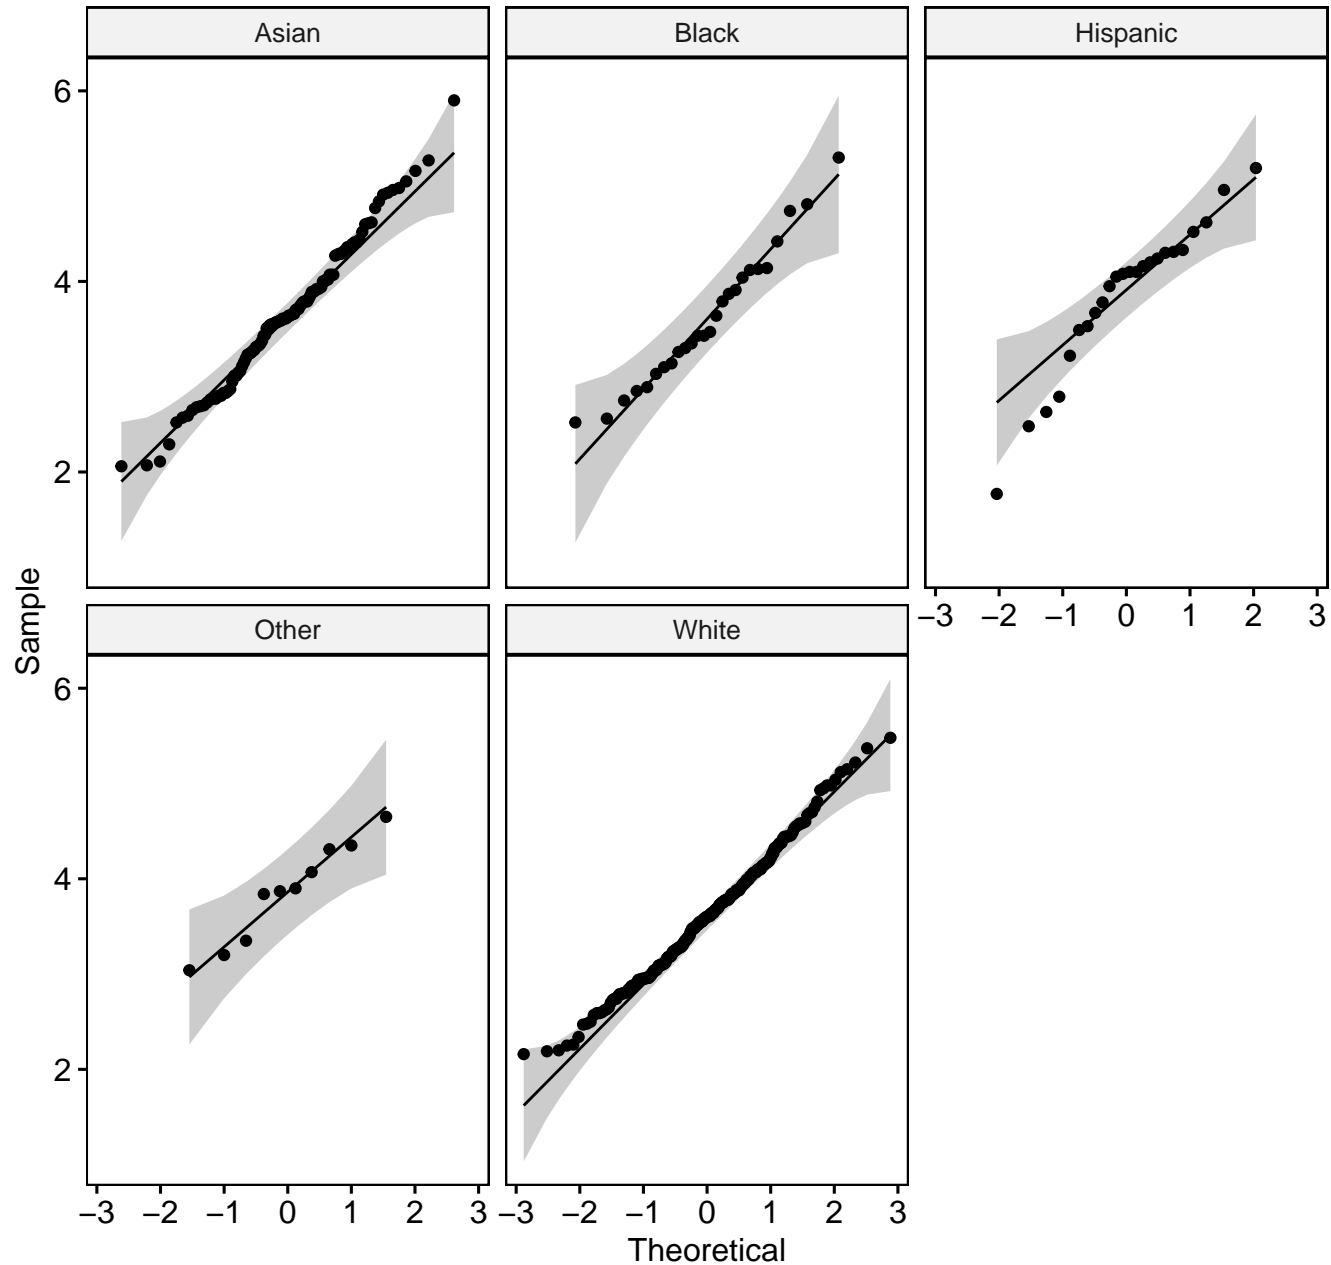 Asian Black Hispanic
6
4
2
−3 −2 −1 0 1 2 3
Sample
Other White
6
4
2
−3 −2 −1 0 1 2 3 −3 −2 −1 0 1 2 3
Theoretical